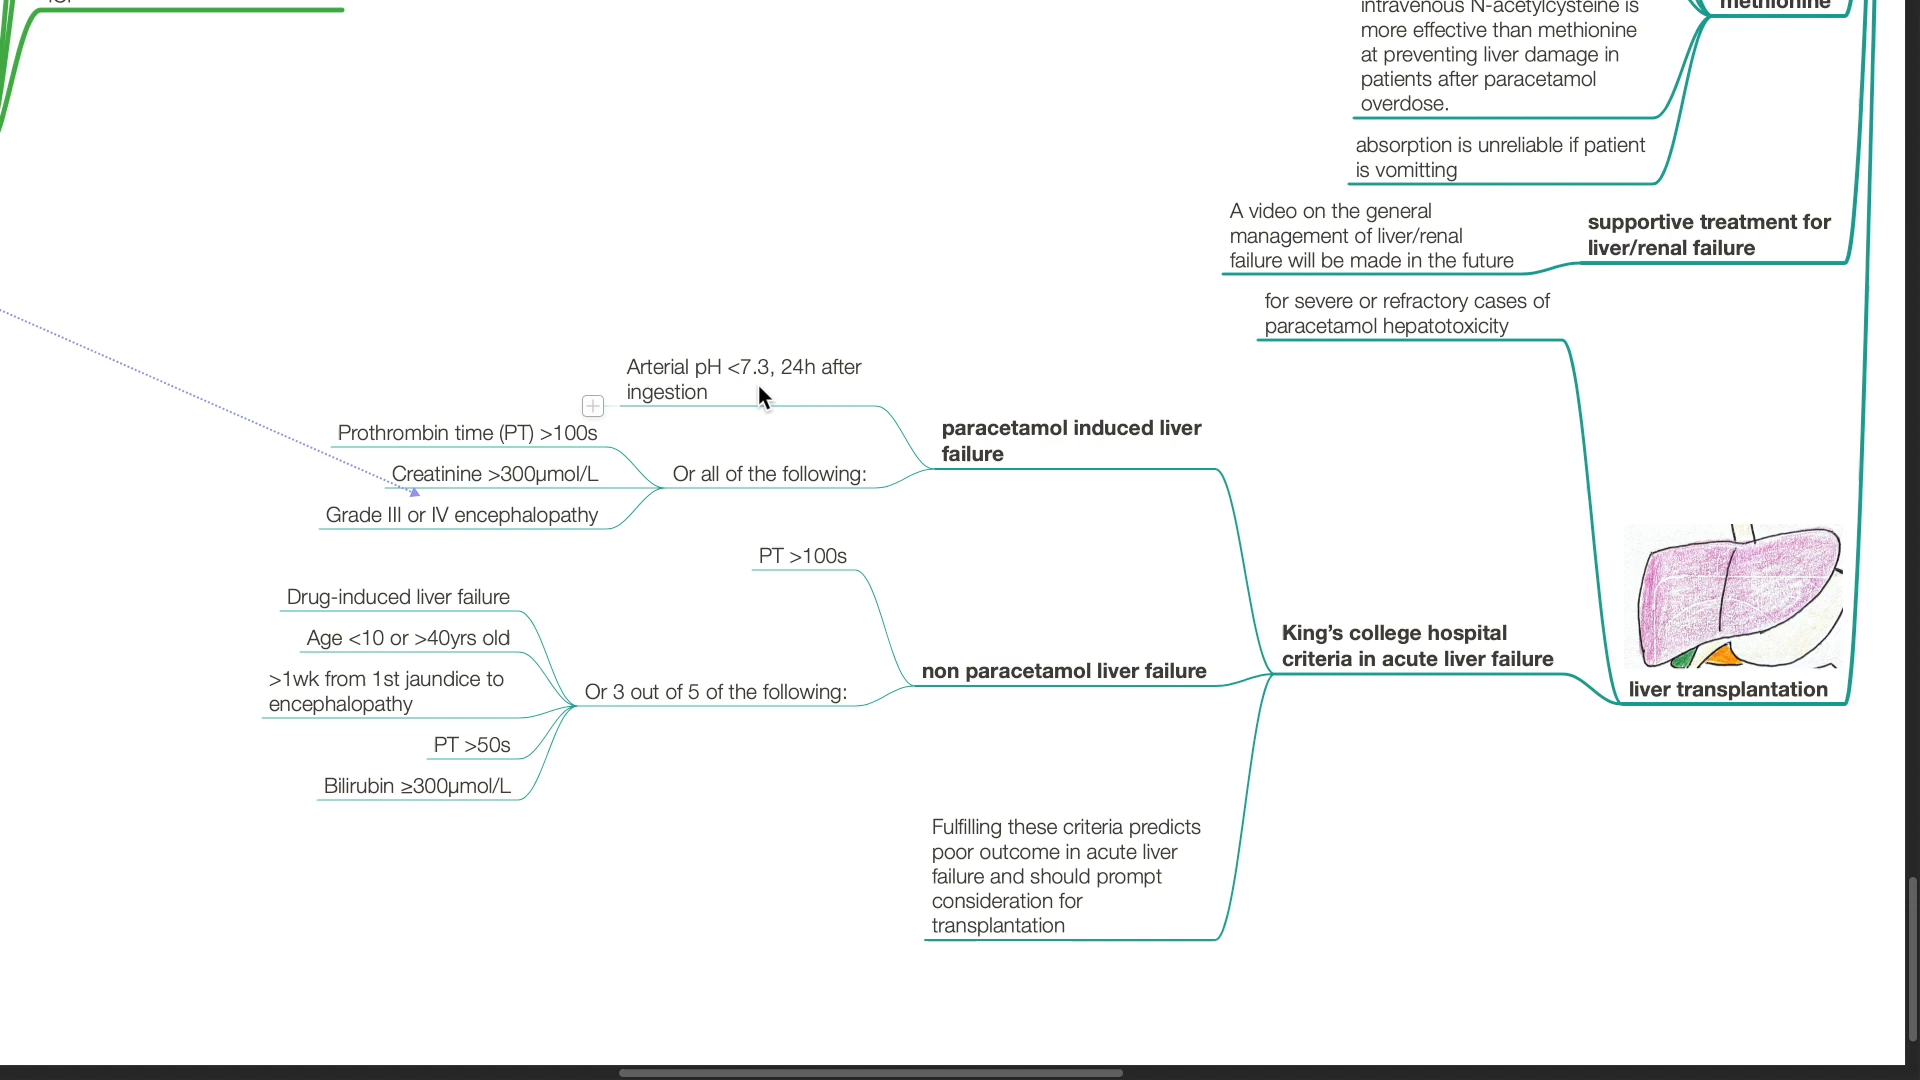 methionine
intravenous N-acetylcysteine is
more effective than methionine
at preventing liver damage in
patients after paracetamol
overdose.
absorption is unreliable if patient
is vomitting
A video on the general
management of liver/renal
failure will be made in the future
supportive treatment for
liver/renal failure
for severe or refractory cases of
paracetamol hepatotoxicity
Arterial pH <7.3, 24h after
ingestion
Prothrombin time (PT) >100s
Creatinine >300µmol/L
Grade III or IV encephalopathy
Or all of the following:
paracetamol induced liver
failure
PT >100s
Drug-induced liver failure
Age <10 or >40yrs old
>1wk from 1st jaundice to
encephalopathy
PT >50s
Bilirubin ≥300µmol/L
Or 3 out of 5 of the following:
non paracetamol liver failure
King’s college hospital
criteria in acute liver failure
liver transplantation
Fulfilling these criteria predicts
poor outcome in acute liver
failure and should prompt
consideration for
transplantation